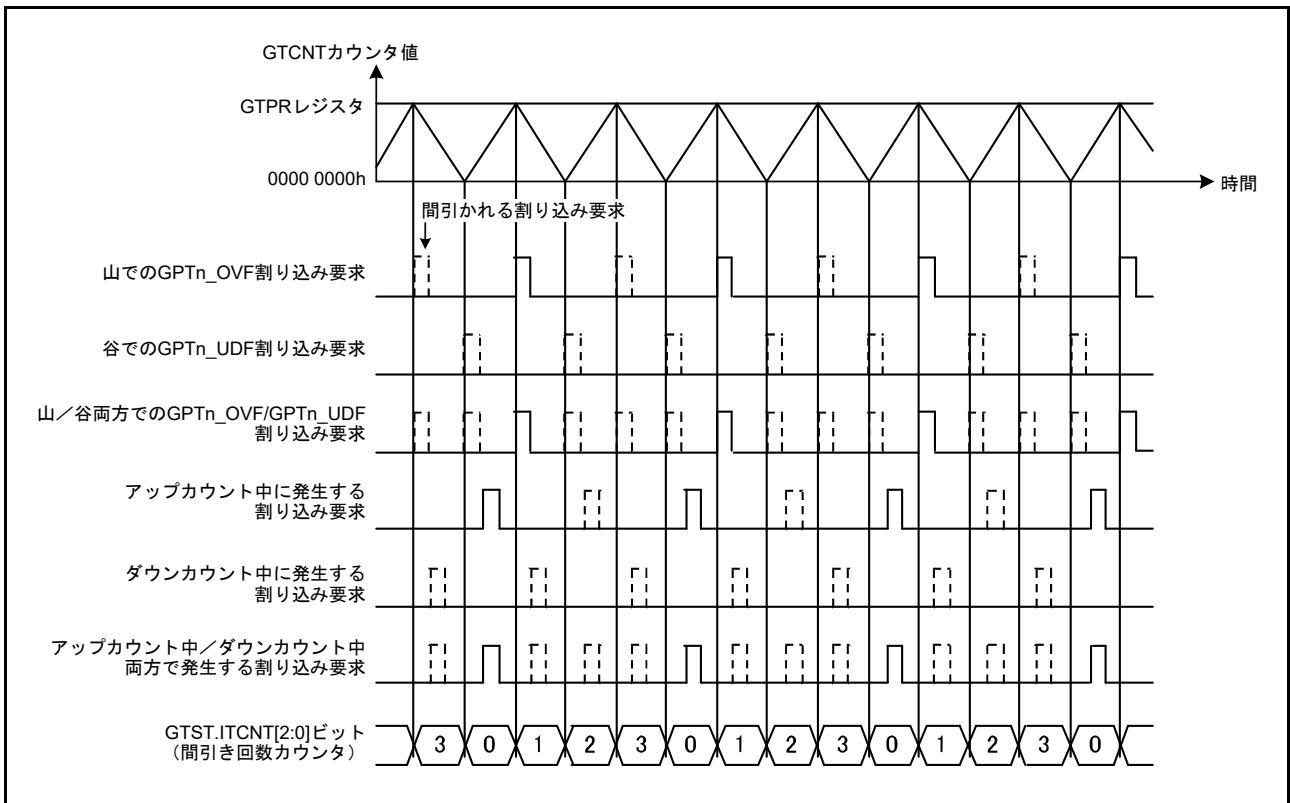 GTCNTカウンタ値
GTPRレジスタ
0000 0000h
時間
間引かれる割り込み要求
山でのGPTn_OVF割り込み要求
谷でのGPTn_UDF割り込み要求
山／谷両方でのGPTn_OVF/GPTn_UDF
割り込み要求
アップカウント中に発生する
割り込み要求
ダウンカウント中に発生する
割り込み要求
アップカウント中／ダウンカウント中
両方で発生する割り込み要求
GTST.ITCNT[2:0]ビット
（間引き回数カウンタ）
3 0 1 2 3 0 1 2 3 0 1 2 3 0